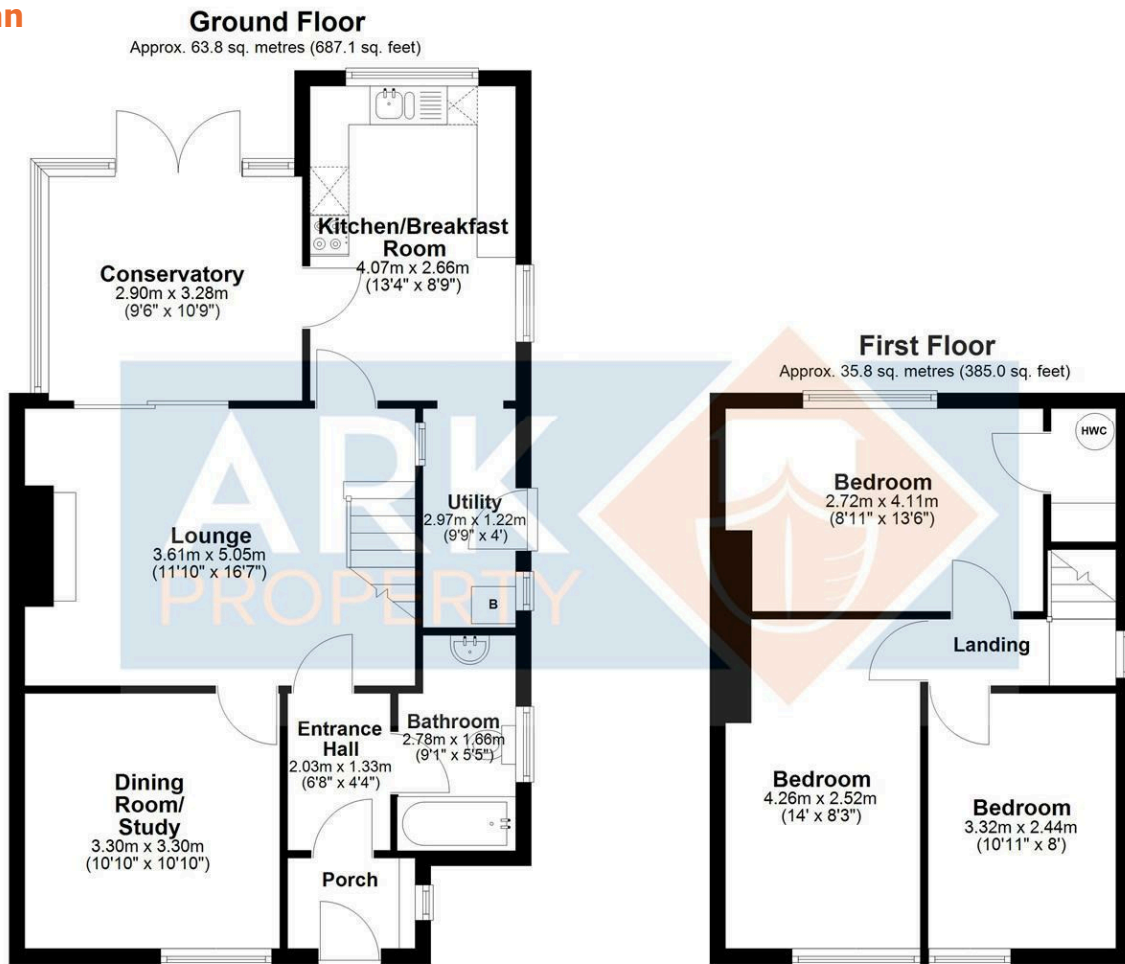 an
Ground Floor
Approx. 63.8 sq. metres (687.1 sq. feet)
Kitchen/Breakfast
Room
4.07m x 2.66m
(13'4" x 8'9")
Conservatory
2.90m x 3.28m
(9'6" x 10'9")
Lounge
3.61m x 5.05m
(11'10" x 16'7")
Utility
2.97m x 1.22m
(9'9" x 4')
B
Entrance
Hall
2.03m x 1.33m
(6'8" x 4'4")
Bathroom
2.78m x 1.66m
(9'1" x 5'5")
Dining
Room/
Study
3.30m x 3.30m
(10'10" x 10'10")
Porch
First Floor
Approx. 35.8 sq. metres (385.0 sq. feet)
HWC
Bedroom
2.72m x 4.11m
(8'11" x 13'6")
Landing
Bedroom
4.26m x 2.52m
(14' x 8'3")
Bedroom
3.32m x 2.44m
(10'11" x 8')
ARK
PROPERTY